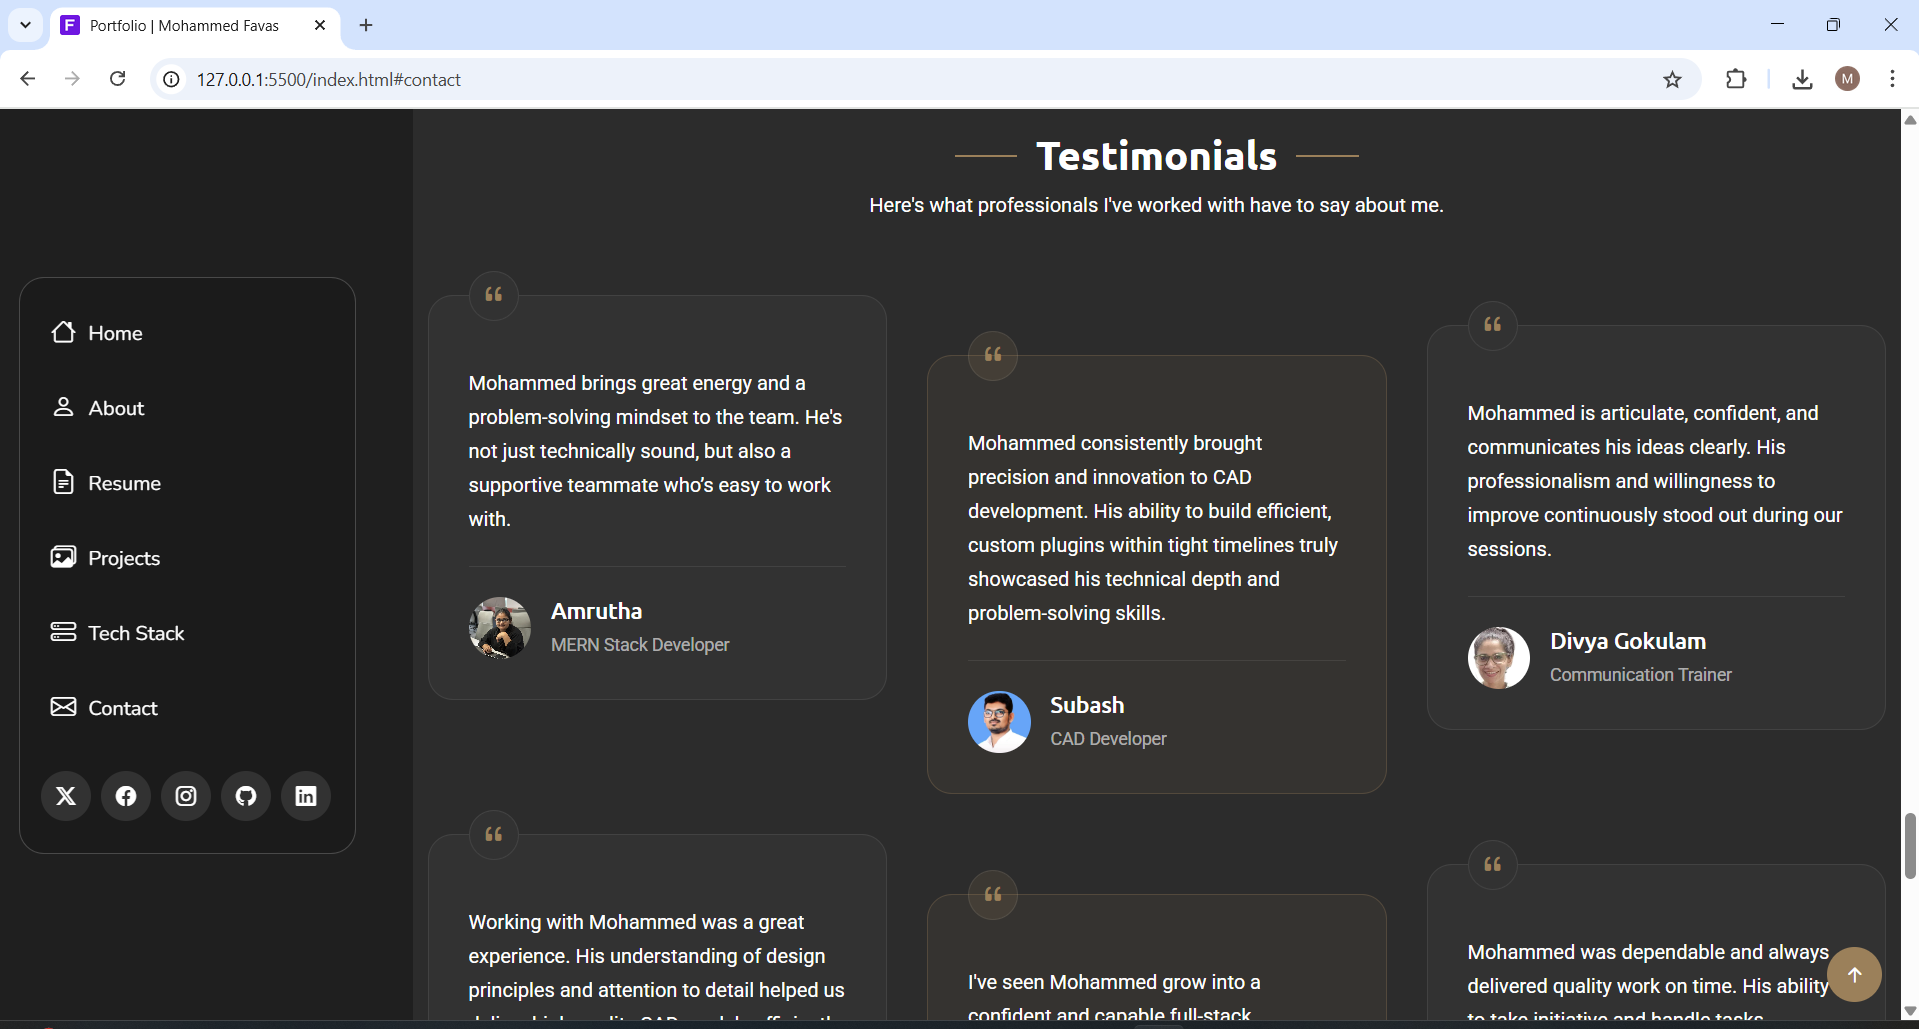 Portfolio | Mohammed Favas
127.0.0.1:5500/index.html#contact
M
Home
About
Resume
Projects
Tech Stack
Contact
Testimonials
Here's what professionals I've worked with have to say about me.
Mohammed brings great energy and a
problem-solving mindset to the team. He's
not just technically sound, but also a
supportive teammate who’s easy to work
with.
Amrutha
MERN Stack Developer
Mohammed consistently brought
precision and innovation to CAD
development. His ability to build efficient,
custom plugins within tight timelines truly
showcased his technical depth and
problem-solving skills.
Subash
CAD Developer
Mohammed is articulate, confident, and
communicates his ideas clearly. His
professionalism and willingness to
improve continuously stood out during our
sessions.
Divya Gokulam
Communication Trainer
Working with Mohammed was a great
experience. His understanding of design
principles and attention to detail helped us
I've seen Mohammed grow into a
confident and capable full-stack
Mohammed was dependable and always
delivered quality work on time. His ability
to take initiative and handle tasks